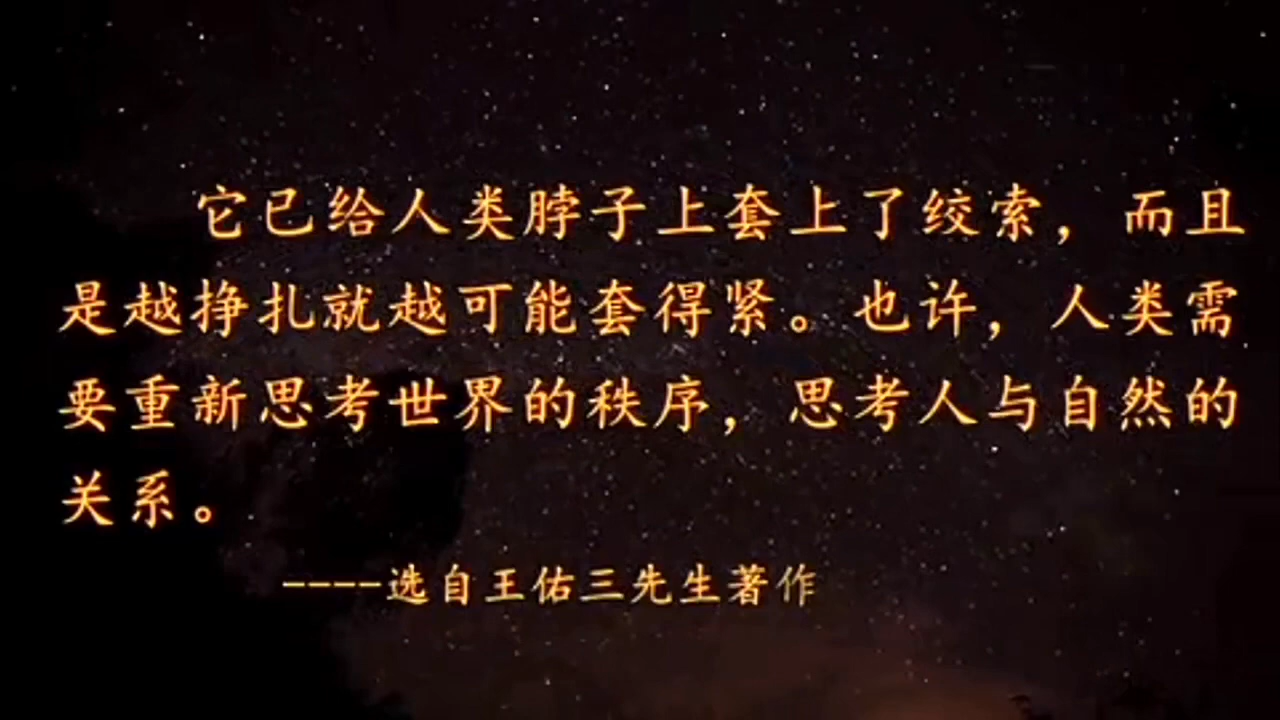 它已给人类脖子上套上了绞索，而且
是越挣扎就越可能套得紧。也许，人类需
要重新思考世界的秩序，思考人与自然的
关系。
----选自王佑三先生著作